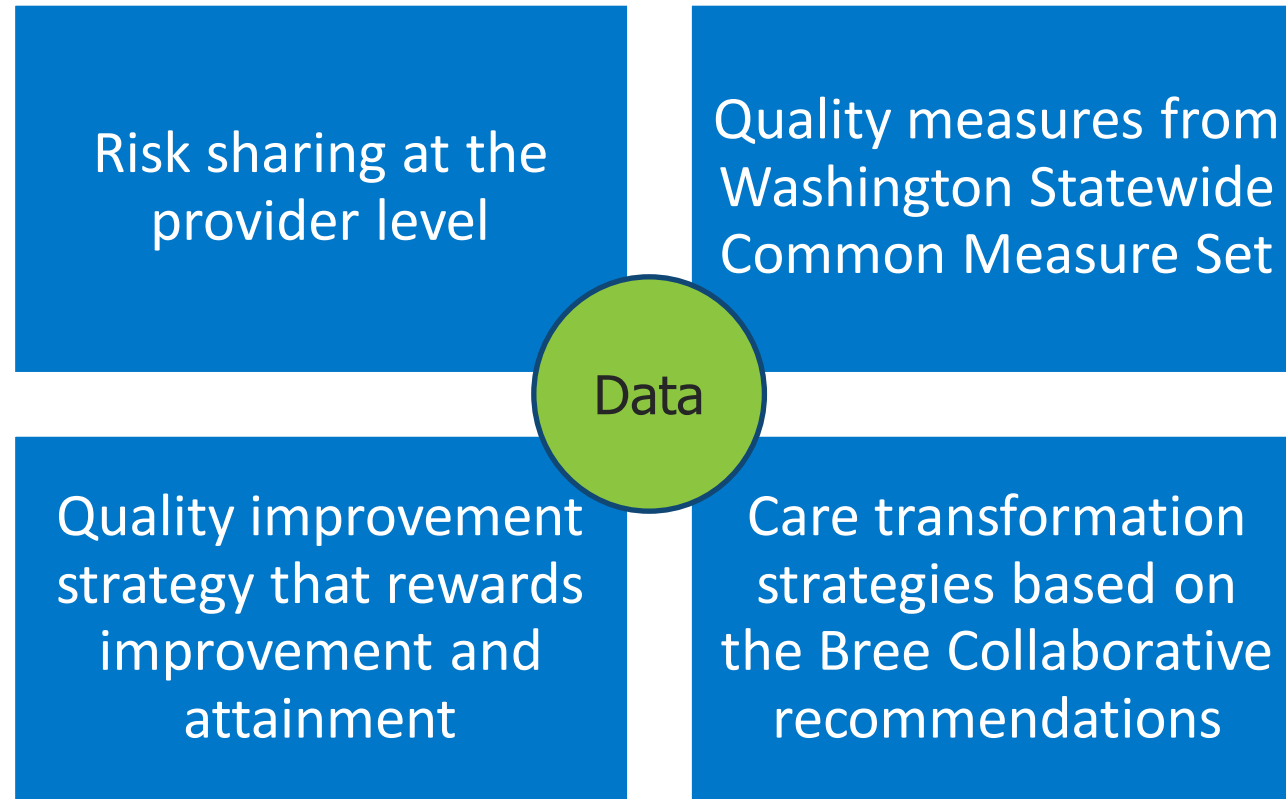 Risk sharing at the
provider level
Quality measures from
Washington Statewide
Common Measure Set
Data
Quality improvement
strategy that rewards
improvement and
attainment
Care transformation
strategies based on
the Bree Collaborative
recommendations